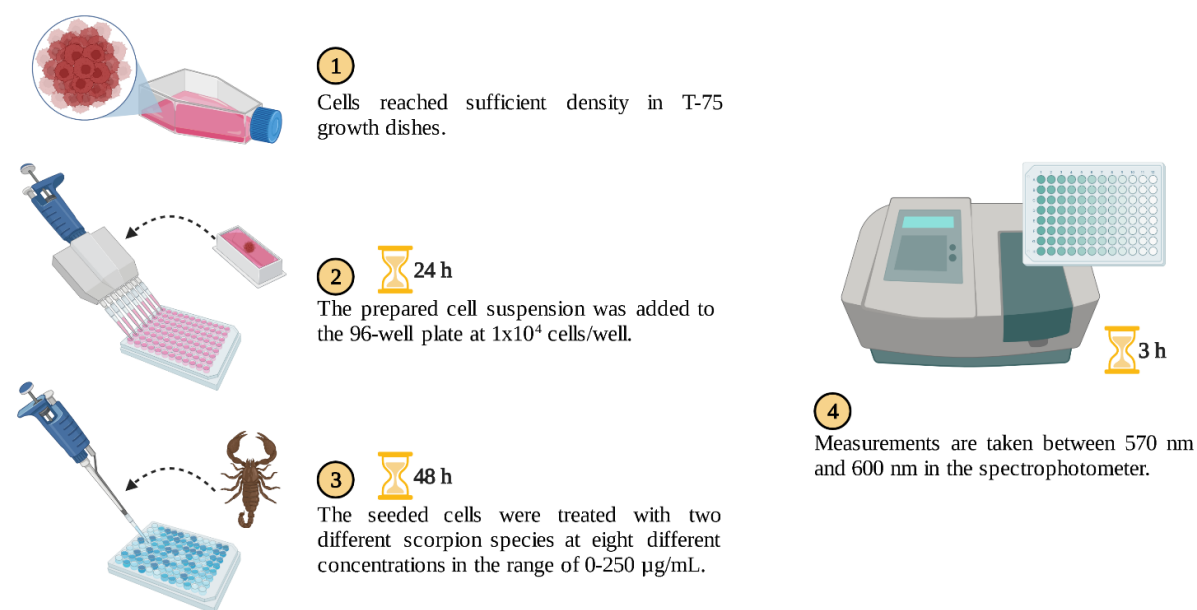 1
Cells reached sufficient density in T-75
growth dishes.
2
24 h
The prepared cell suspension was added to
the 96-well plate at 1x10⁴ cells/well.
3
48 h
The seeded cells were treated with two
different scorpion species at eight different
concentrations in the range of 0-250 µg/mL.
3 h
4
Measurements are taken between 570 nm
and 600 nm in the spectrophotometer.